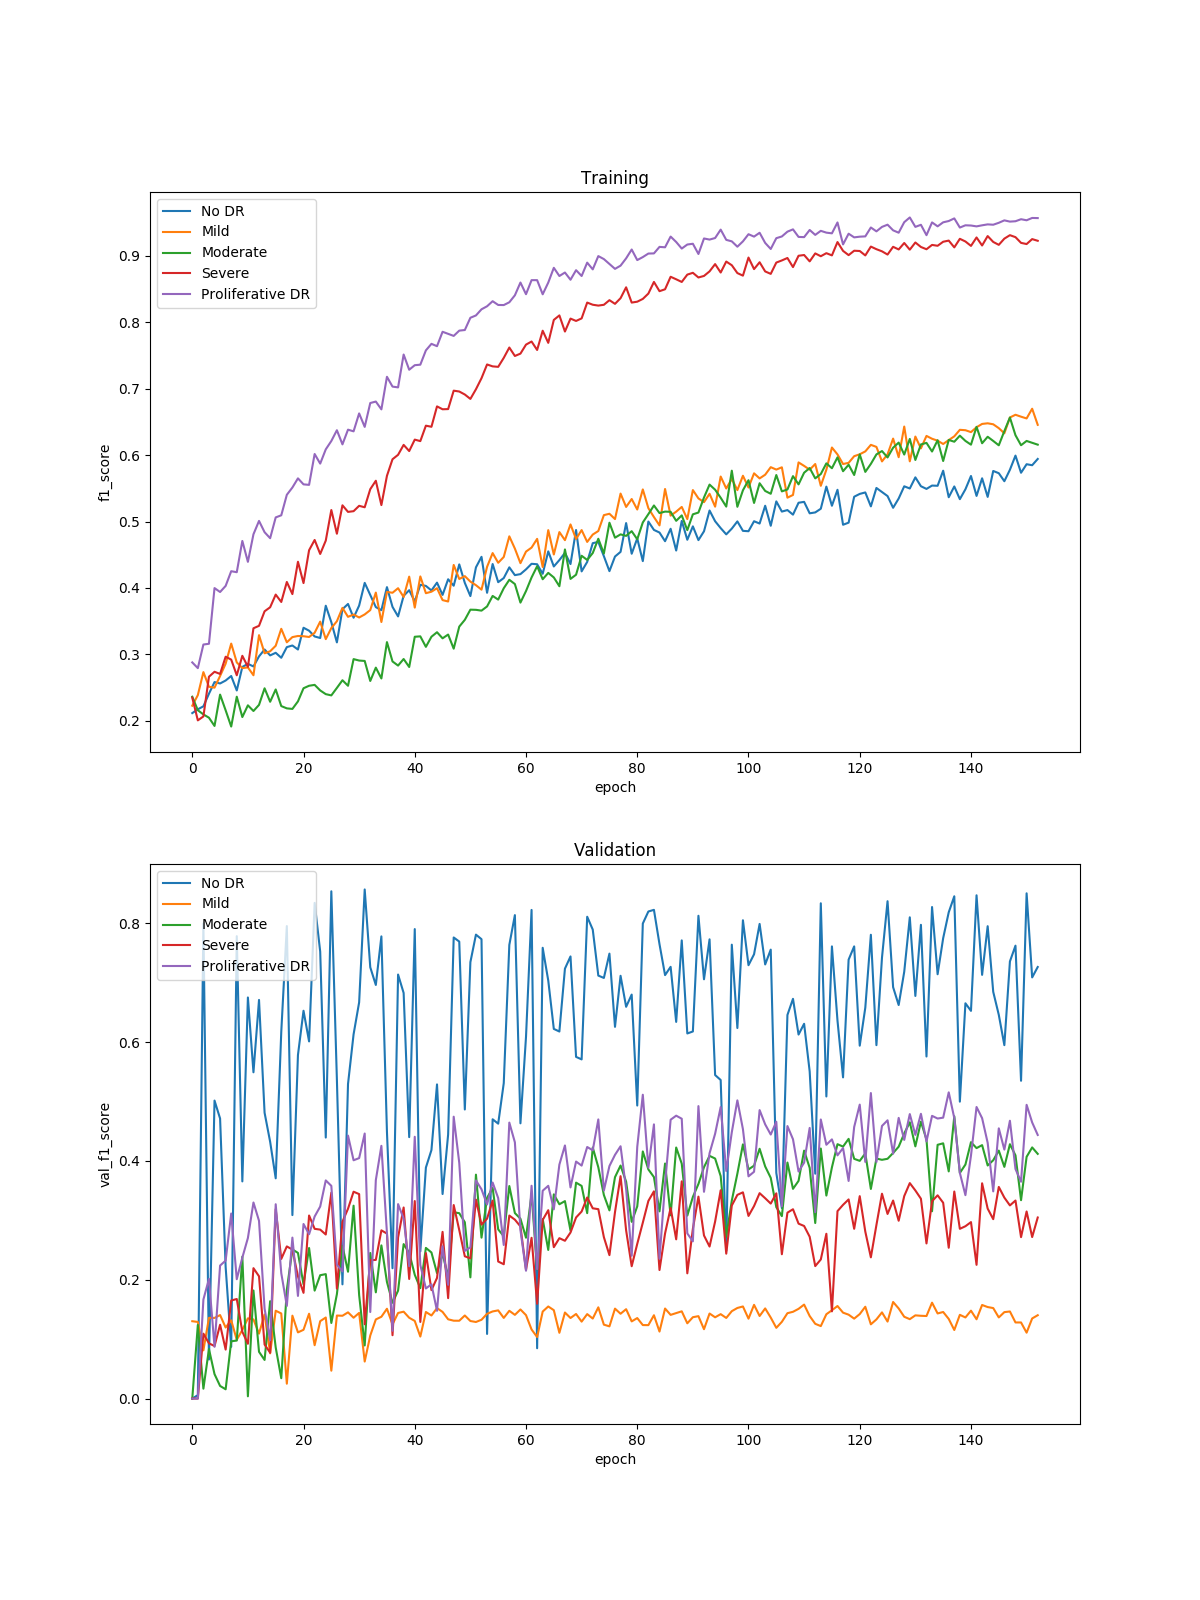 Training
No DR
Mild
Moderate
Severe
Proliferative DR
f1_score
0.9
0.8
0.7
0.6
0.5
0.4
0.3
0.2
0 20 40 60 80 100 120 140
epoch
Validation
No DR
Mild
Moderate
Severe
Proliferative DR
val_f1_score
0.8
0.6
0.4
0.2
0.0
0 20 40 60 80 100 120 140
epoch